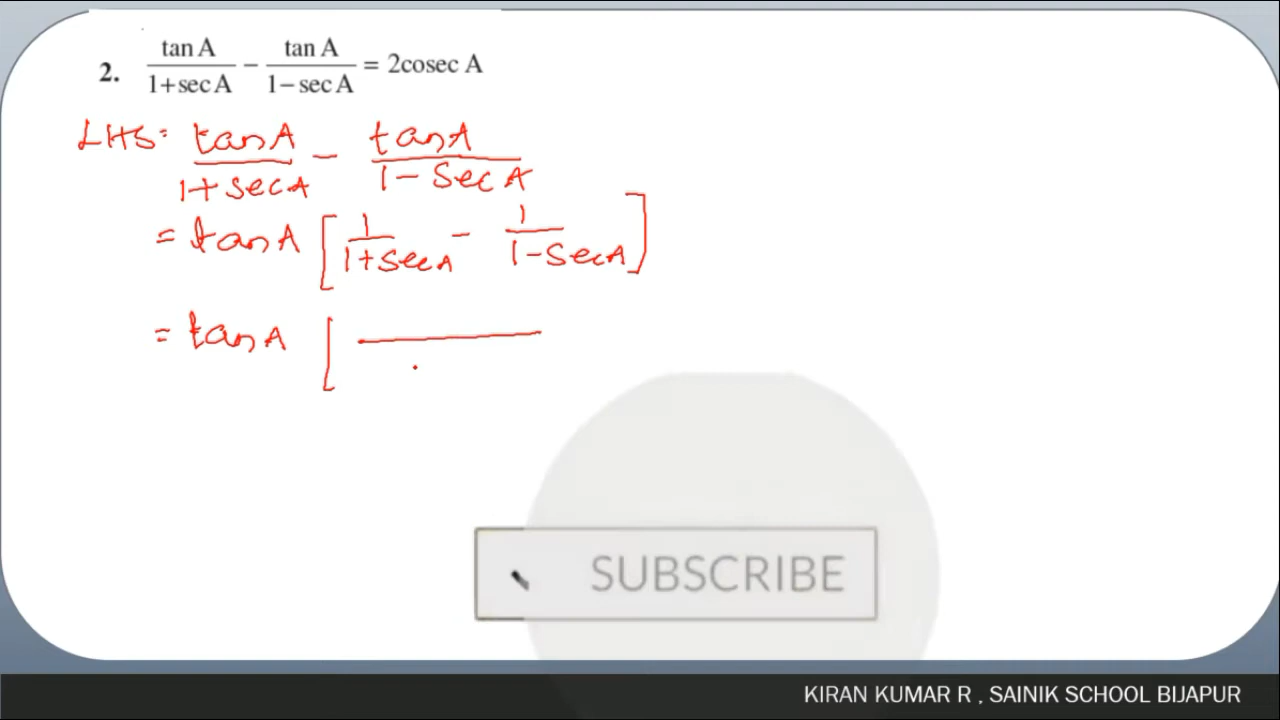 2. tan A / 1+sec A − tan A / 1−sec A = 2cosec A
LHS: tanA / 1+secA − tanA / 1−SecA
= tanA [ 1 / 1+secA − 1 / 1−SecA ]
= tanA [
SUBSCRIBE
KIRAN KUMAR R , SAINIK SCHOOL BIJAPUR